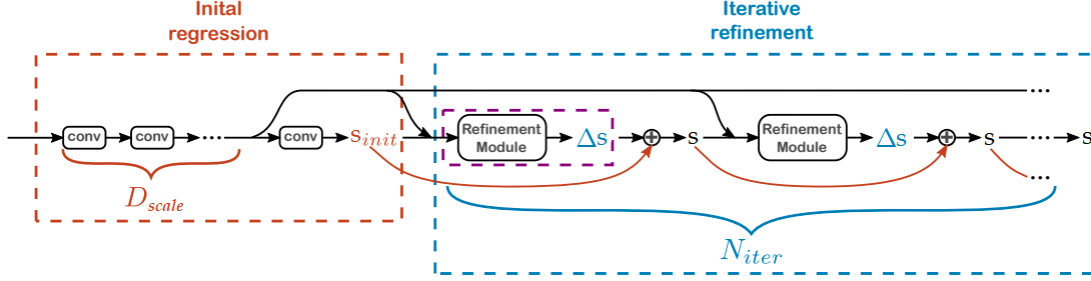 Inital
regression
Iterative
refinement
conv
conv
....
conv
s_init
Refinement
Module
Δs
+
s
Refinement
Module
Δs
+
s
...
...
s
...
D_scale
N_iter